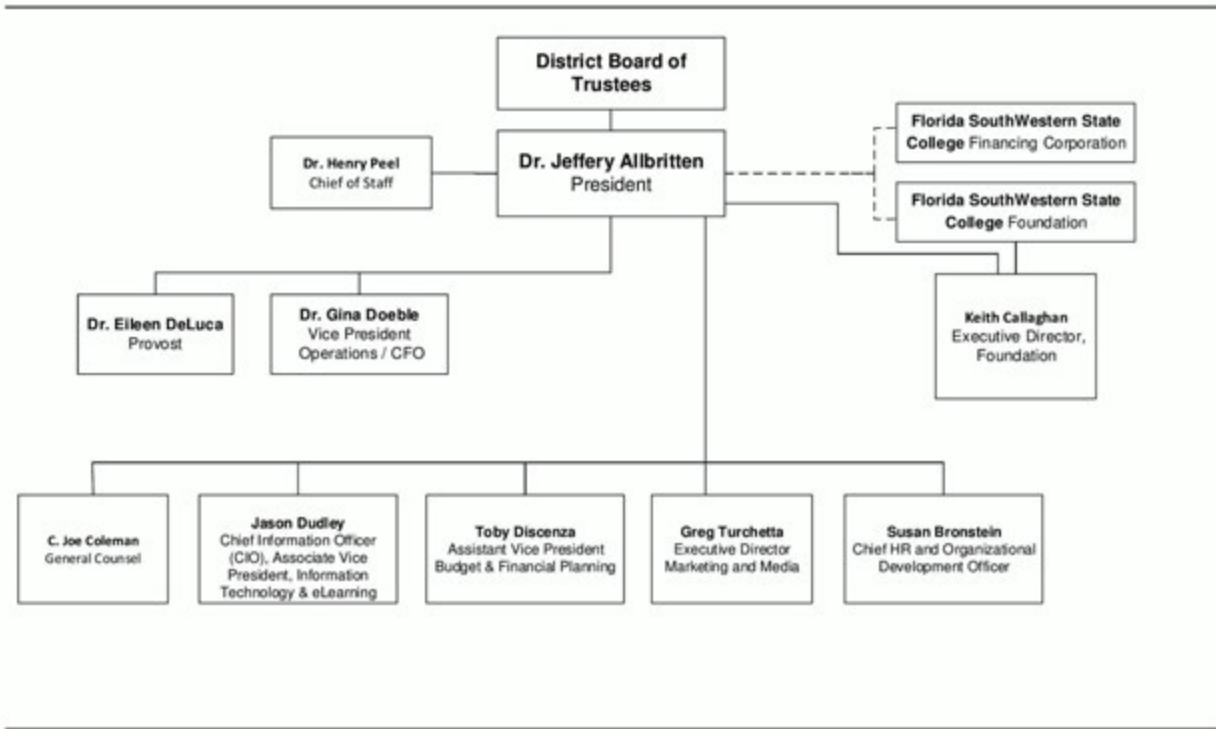 District Board of
Trustees
Dr. Henry Peel
Chief of Staff
Dr. Jeffery Allbritten
President
Florida SouthWestern State
College Financing Corporation
Florida SouthWestern State
College Foundation
Dr. Eileen DeLuca
Provost
Dr. Gina Doeble
Vice President
Operations / CFO
Keith Callaghan
Executive Director,
Foundation
C. Joe Coleman
General Counsel
Jason Dudley
Chief Information Officer
(CIO), Associate Vice
President, Information
Technology & eLearning
Toby Discenza
Assistant Vice President
Budget & Financial Planning
Greg Turchetta
Executive Director
Marketing and Media
Susan Bronstein
Chief HR and Organizational
Development Officer